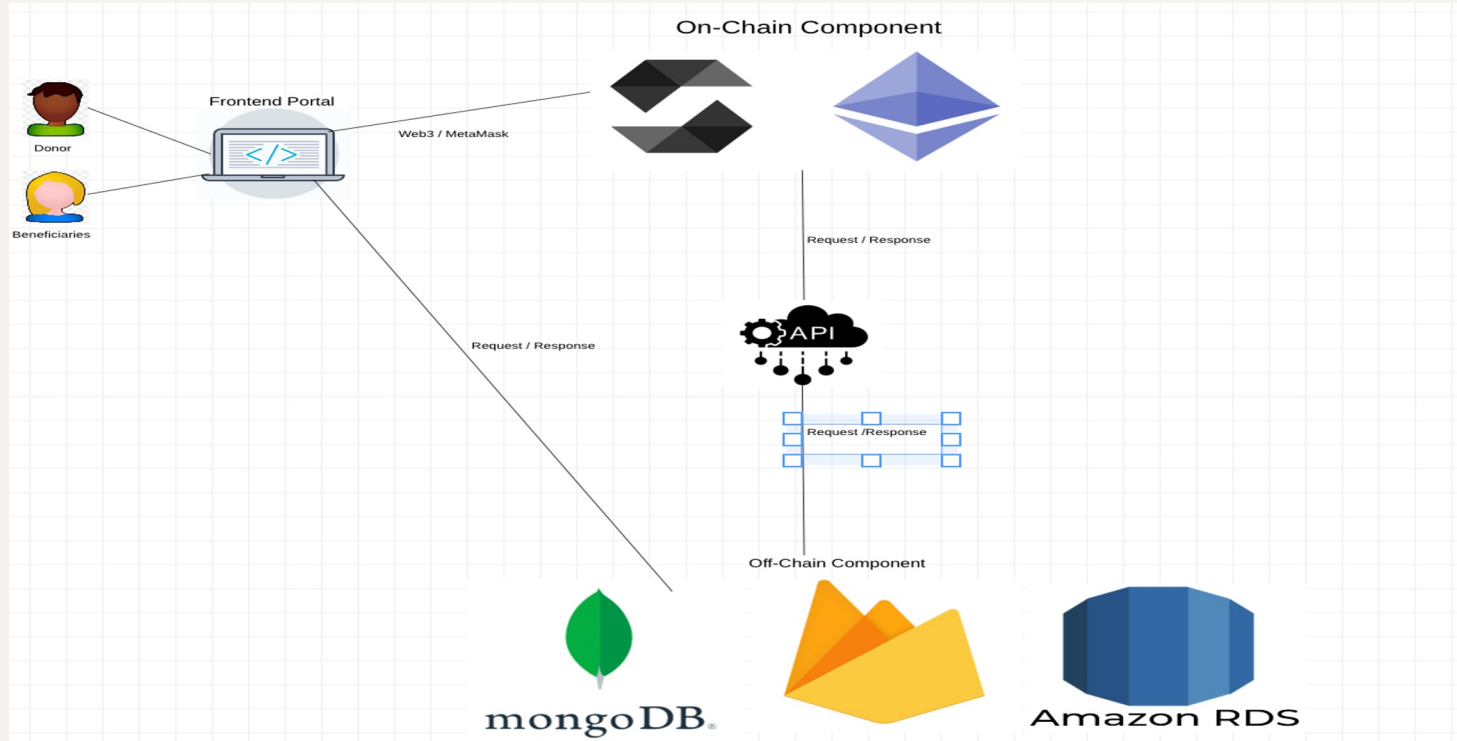 On-Chain Component
Frontend Portal
Donor
Web3 / MetaMask
</>
Beneficiaries
Request / Response
API
Request / Response
Request /Response
Off-Chain Component
mongoDB®
Amazon RDS